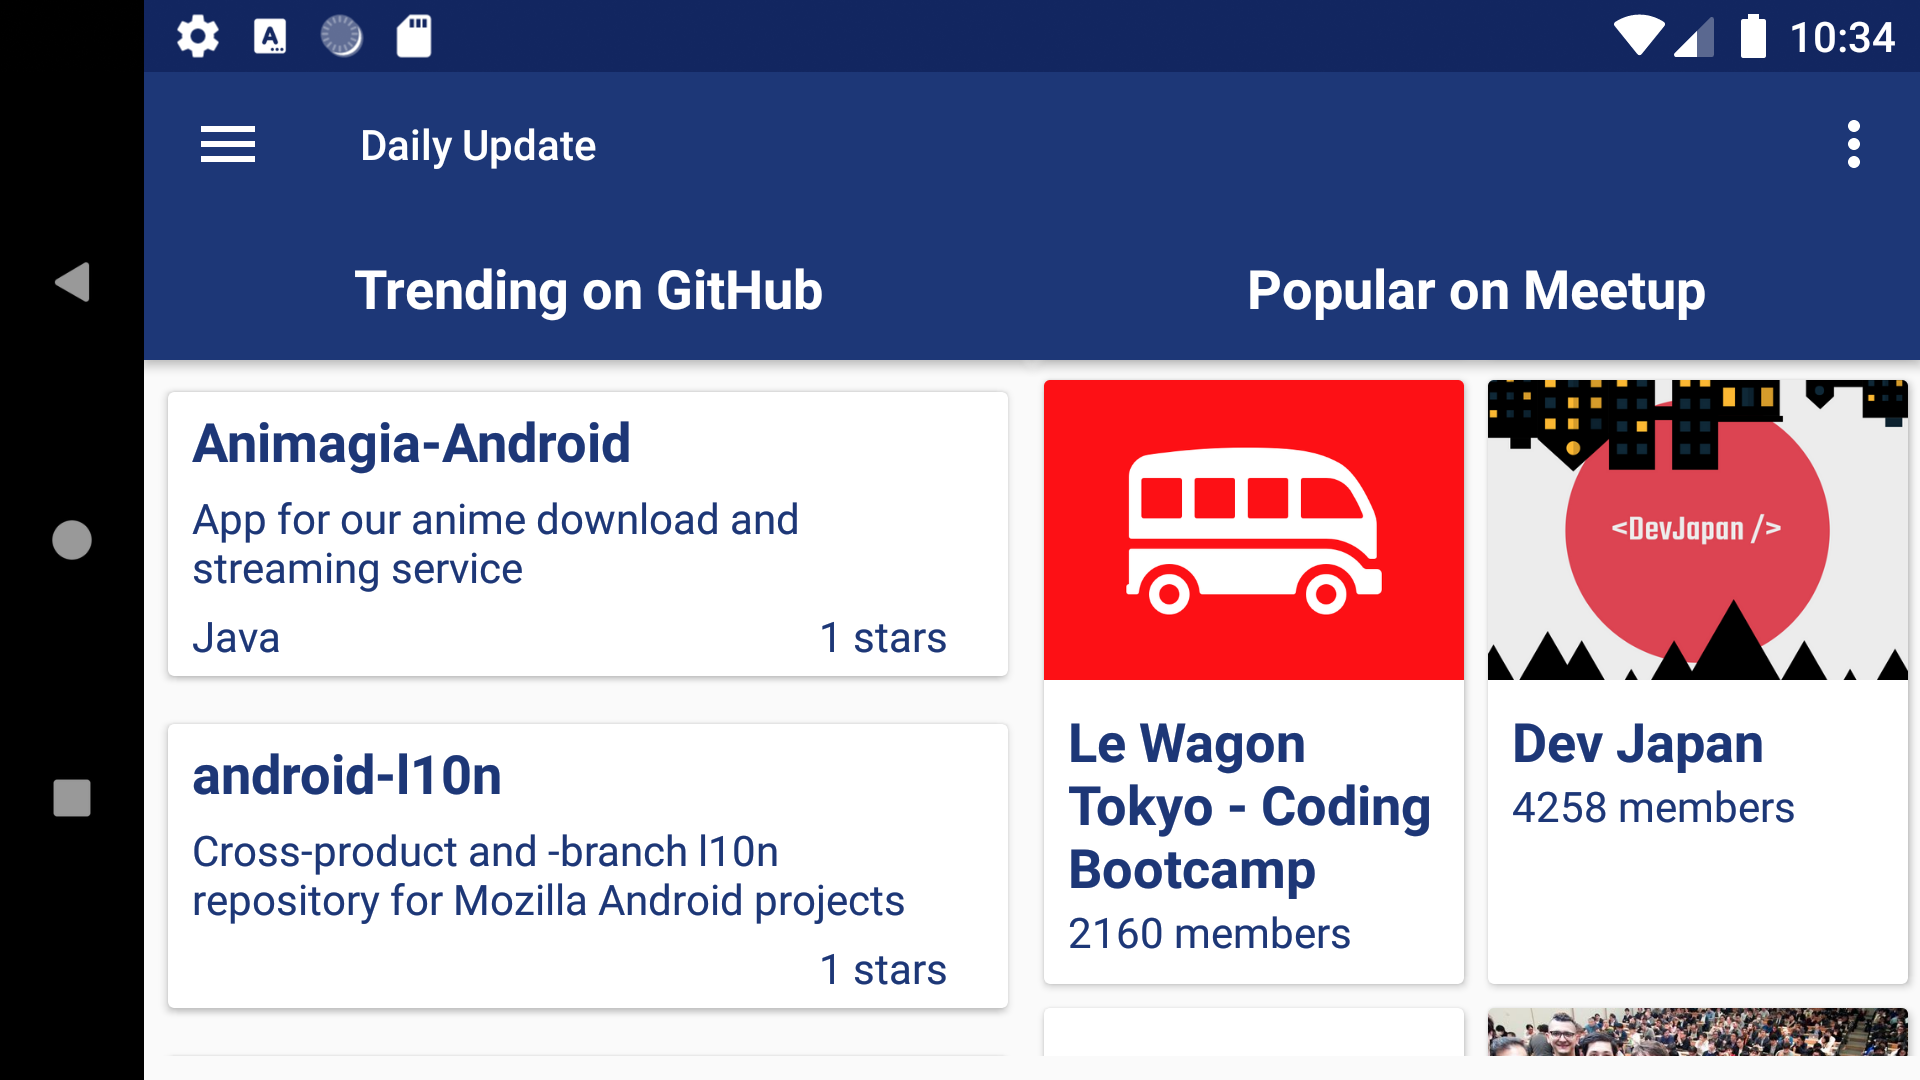 10:34
Daily Update
Trending on GitHub
Popular on Meetup
Animagia-Android
App for our anime download and
streaming service
Java
1 stars
android-l10n
Cross-product and -branch l10n
repository for Mozilla Android projects
1 stars
Le Wagon
Tokyo - Coding
Bootcamp
2160 members
<DevJapan />
Dev Japan
4258 members